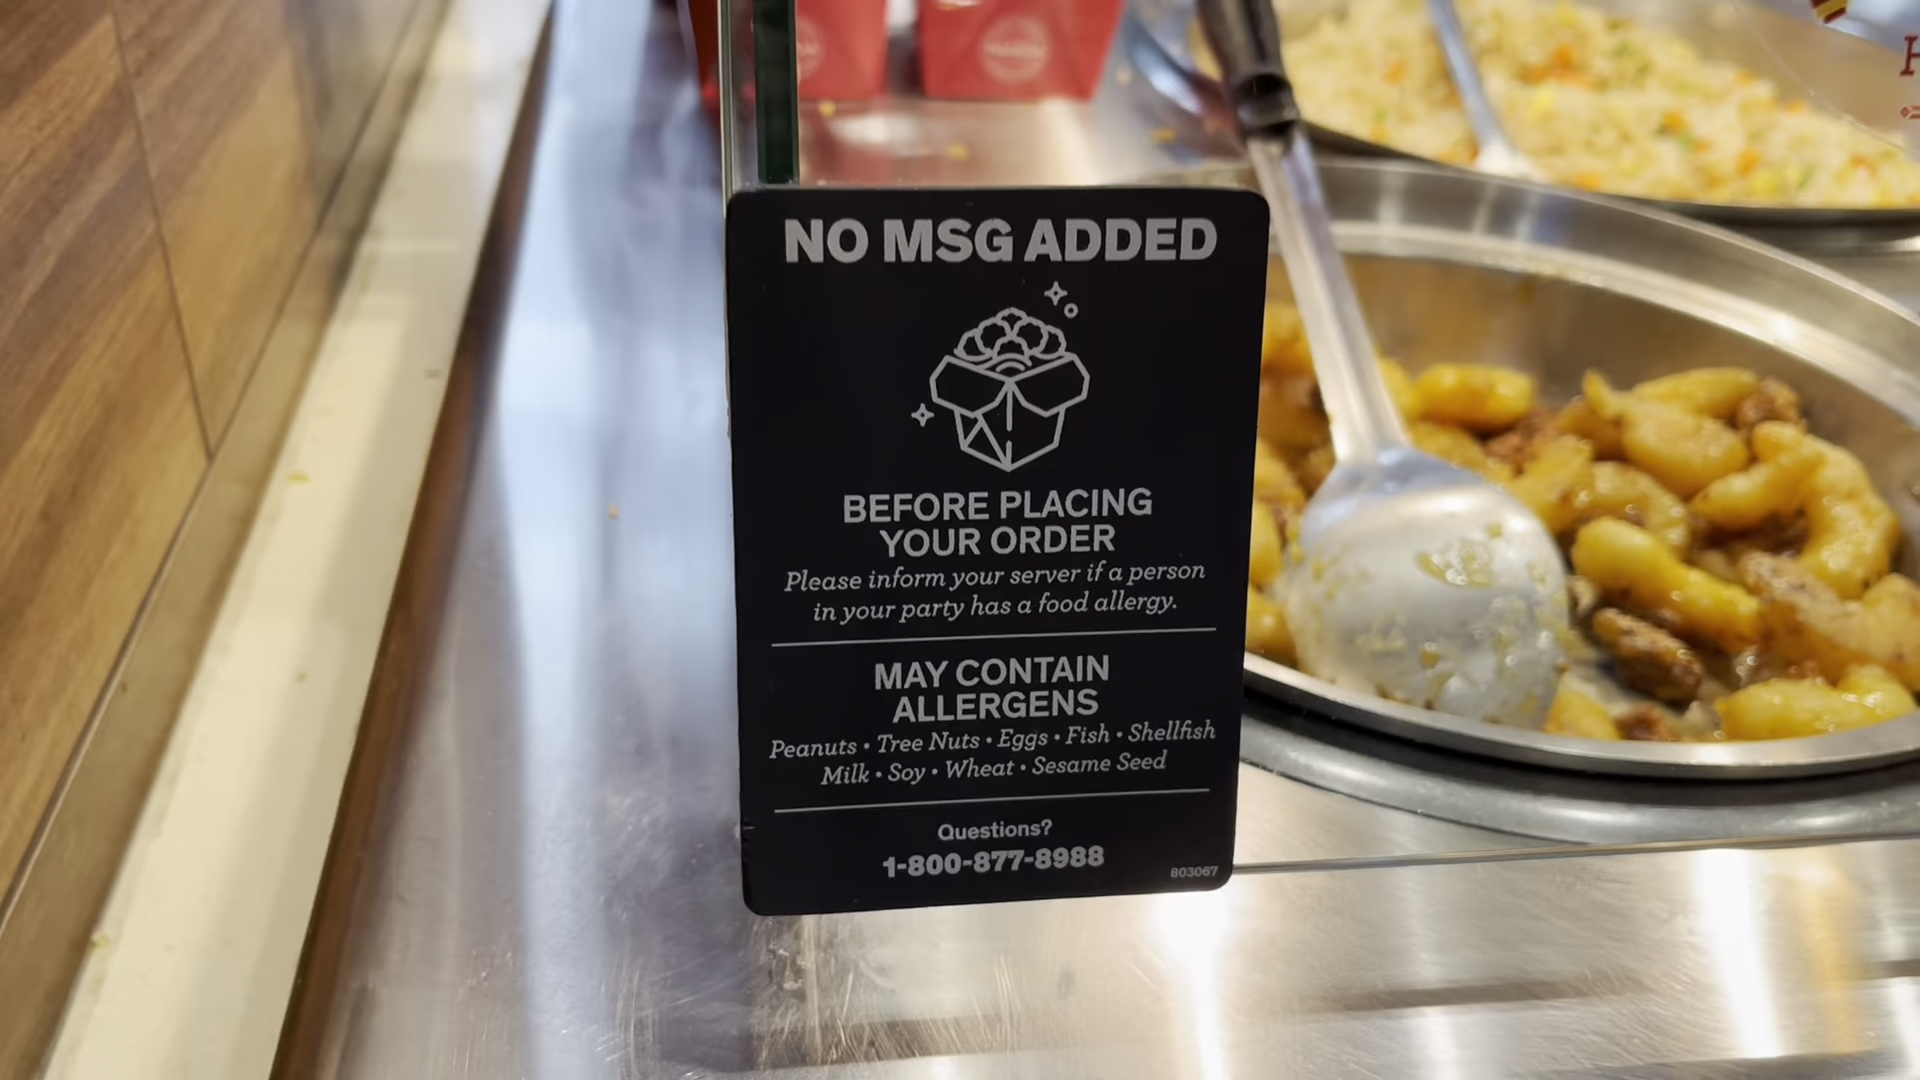 NO MSG ADDED
BEFORE PLACING
YOUR ORDER
Please inform your server if a person
in your party has a food allergy.
MAY CONTAIN
ALLERGENS
Peanuts • Tree Nuts • Eggs • Fish • Shellfish
Milk • Soy • Wheat • Sesame Seed
Questions?
1-800-877-8988
803067